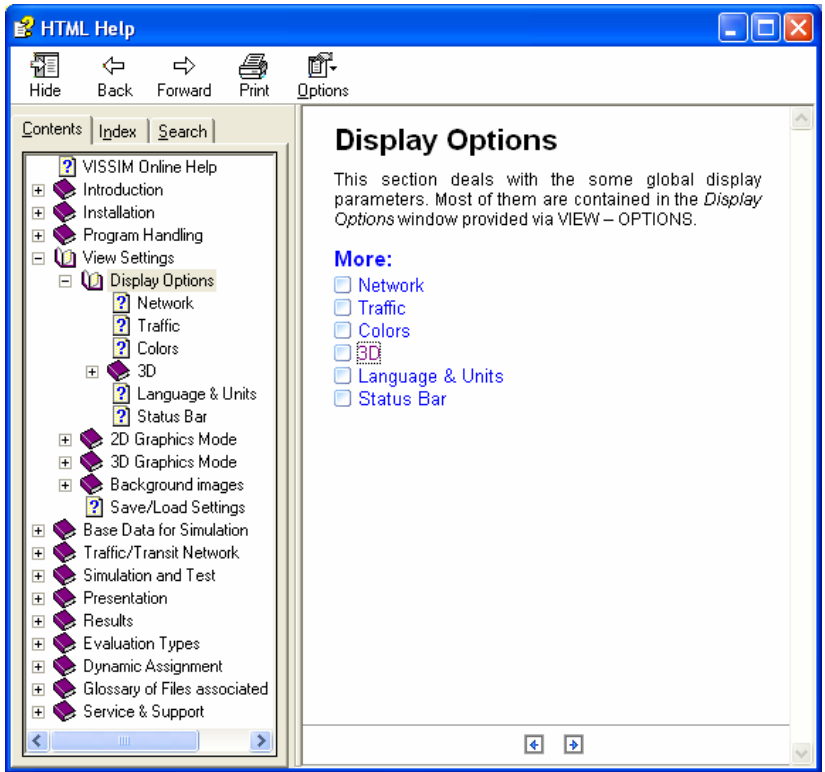 HTML Help
Hide Back Forward Print Options
Contents Index Search
VISSIM Online Help
Introduction
Installation
Program Handling
View Settings
Display Options
Network
Traffic
Colors
3D
Language & Units
Status Bar
2D Graphics Mode
3D Graphics Mode
Background images
Save/Load Settings
Base Data for Simulation
Traffic/Transit Network
Simulation and Test
Presentation
Results
Evaluation Types
Dynamic Assignment
Glossary of Files associated
Service & Support
Display Options
This section deals with the some global display
parameters. Most of them are contained in the Display
Options window provided via VIEW – OPTIONS.
More:
Network
Traffic
Colors
3D
Language & Units
Status Bar